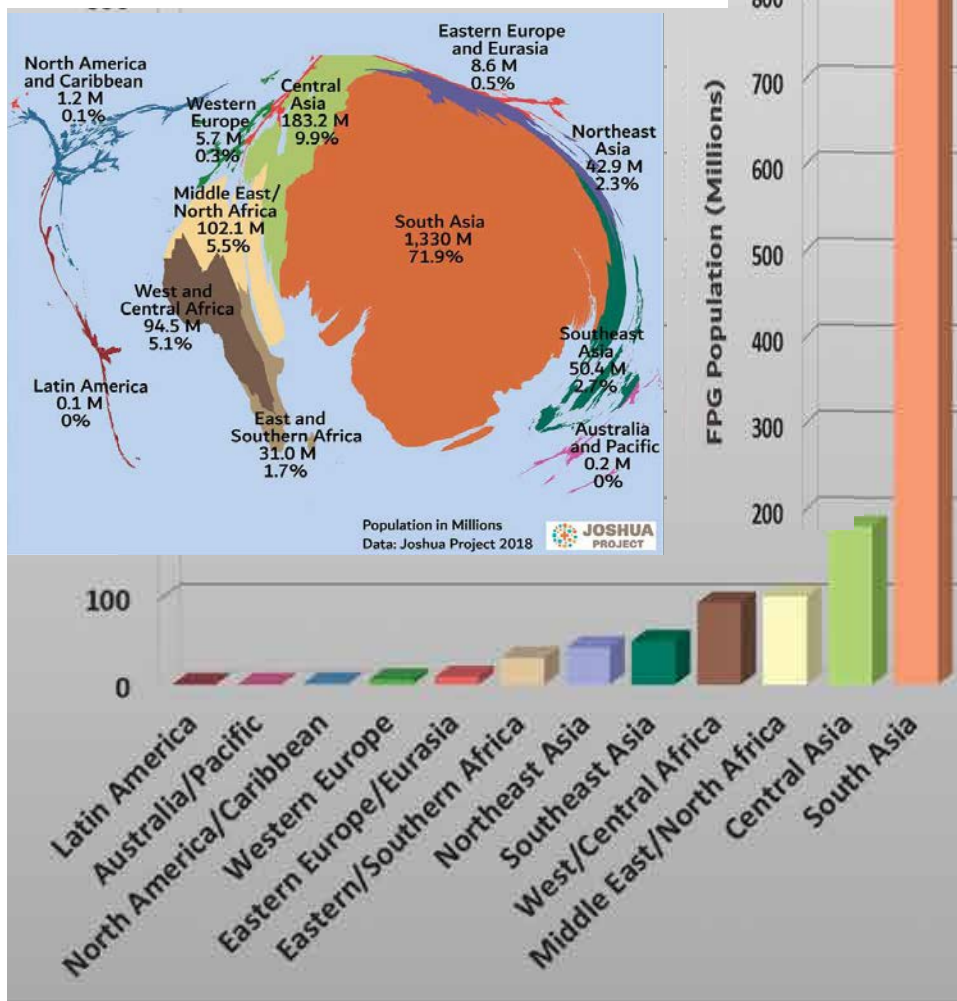 800
North America
and Caribbean
1.2 M
0.1%
Western
Europe
5.7 M
0.3%
Central
Asia
183.2 M
9.9%
Eastern Europe
and Eurasia
8.6 M
0.5%
Northeast
Asia
42.9 M
2.3%
Middle East/
North Africa
102.1 M
5.5%
South Asia
1,330 M
71.9%
West and
Central Africa
94.5 M
5.1%
Latin America
0.1 M
0%
East and
Southern Africa
31.0 M
1.7%
Southeast
Asia
50.4 M
2.7%
Australia
and Pacific
0.2 M
0%
Population in Millions
Data: Joshua Project 2018
JOSHUA
PROJECT
FPG Population (Millions)
700
600
500
400
300
200
100
0
Latin America
Australia/Pacific
North America/Caribbean
Western Europe
Eastern Europe/Eurasia
Eastern/Southern Africa
Northeast Asia
Southeast Asia
West/Central Africa
Middle East/North Africa
Central Asia
South Asia